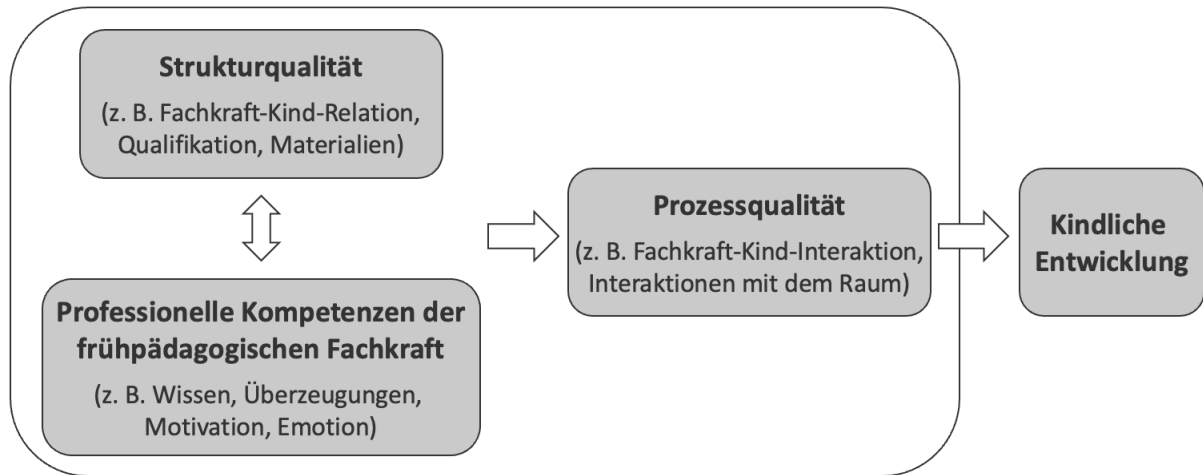 Strukturqualität
(z. B. Fachkraft-Kind-Relation,
Qualifikation, Materialien)
Professionelle Kompetenzen der
frühpädagogischen Fachkraft
(z. B. Wissen, Überzeugungen,
Motivation, Emotion)
Prozessqualität
(z. B. Fachkraft-Kind-Interaktion,
Interaktionen mit dem Raum)
Kindliche
Entwicklung